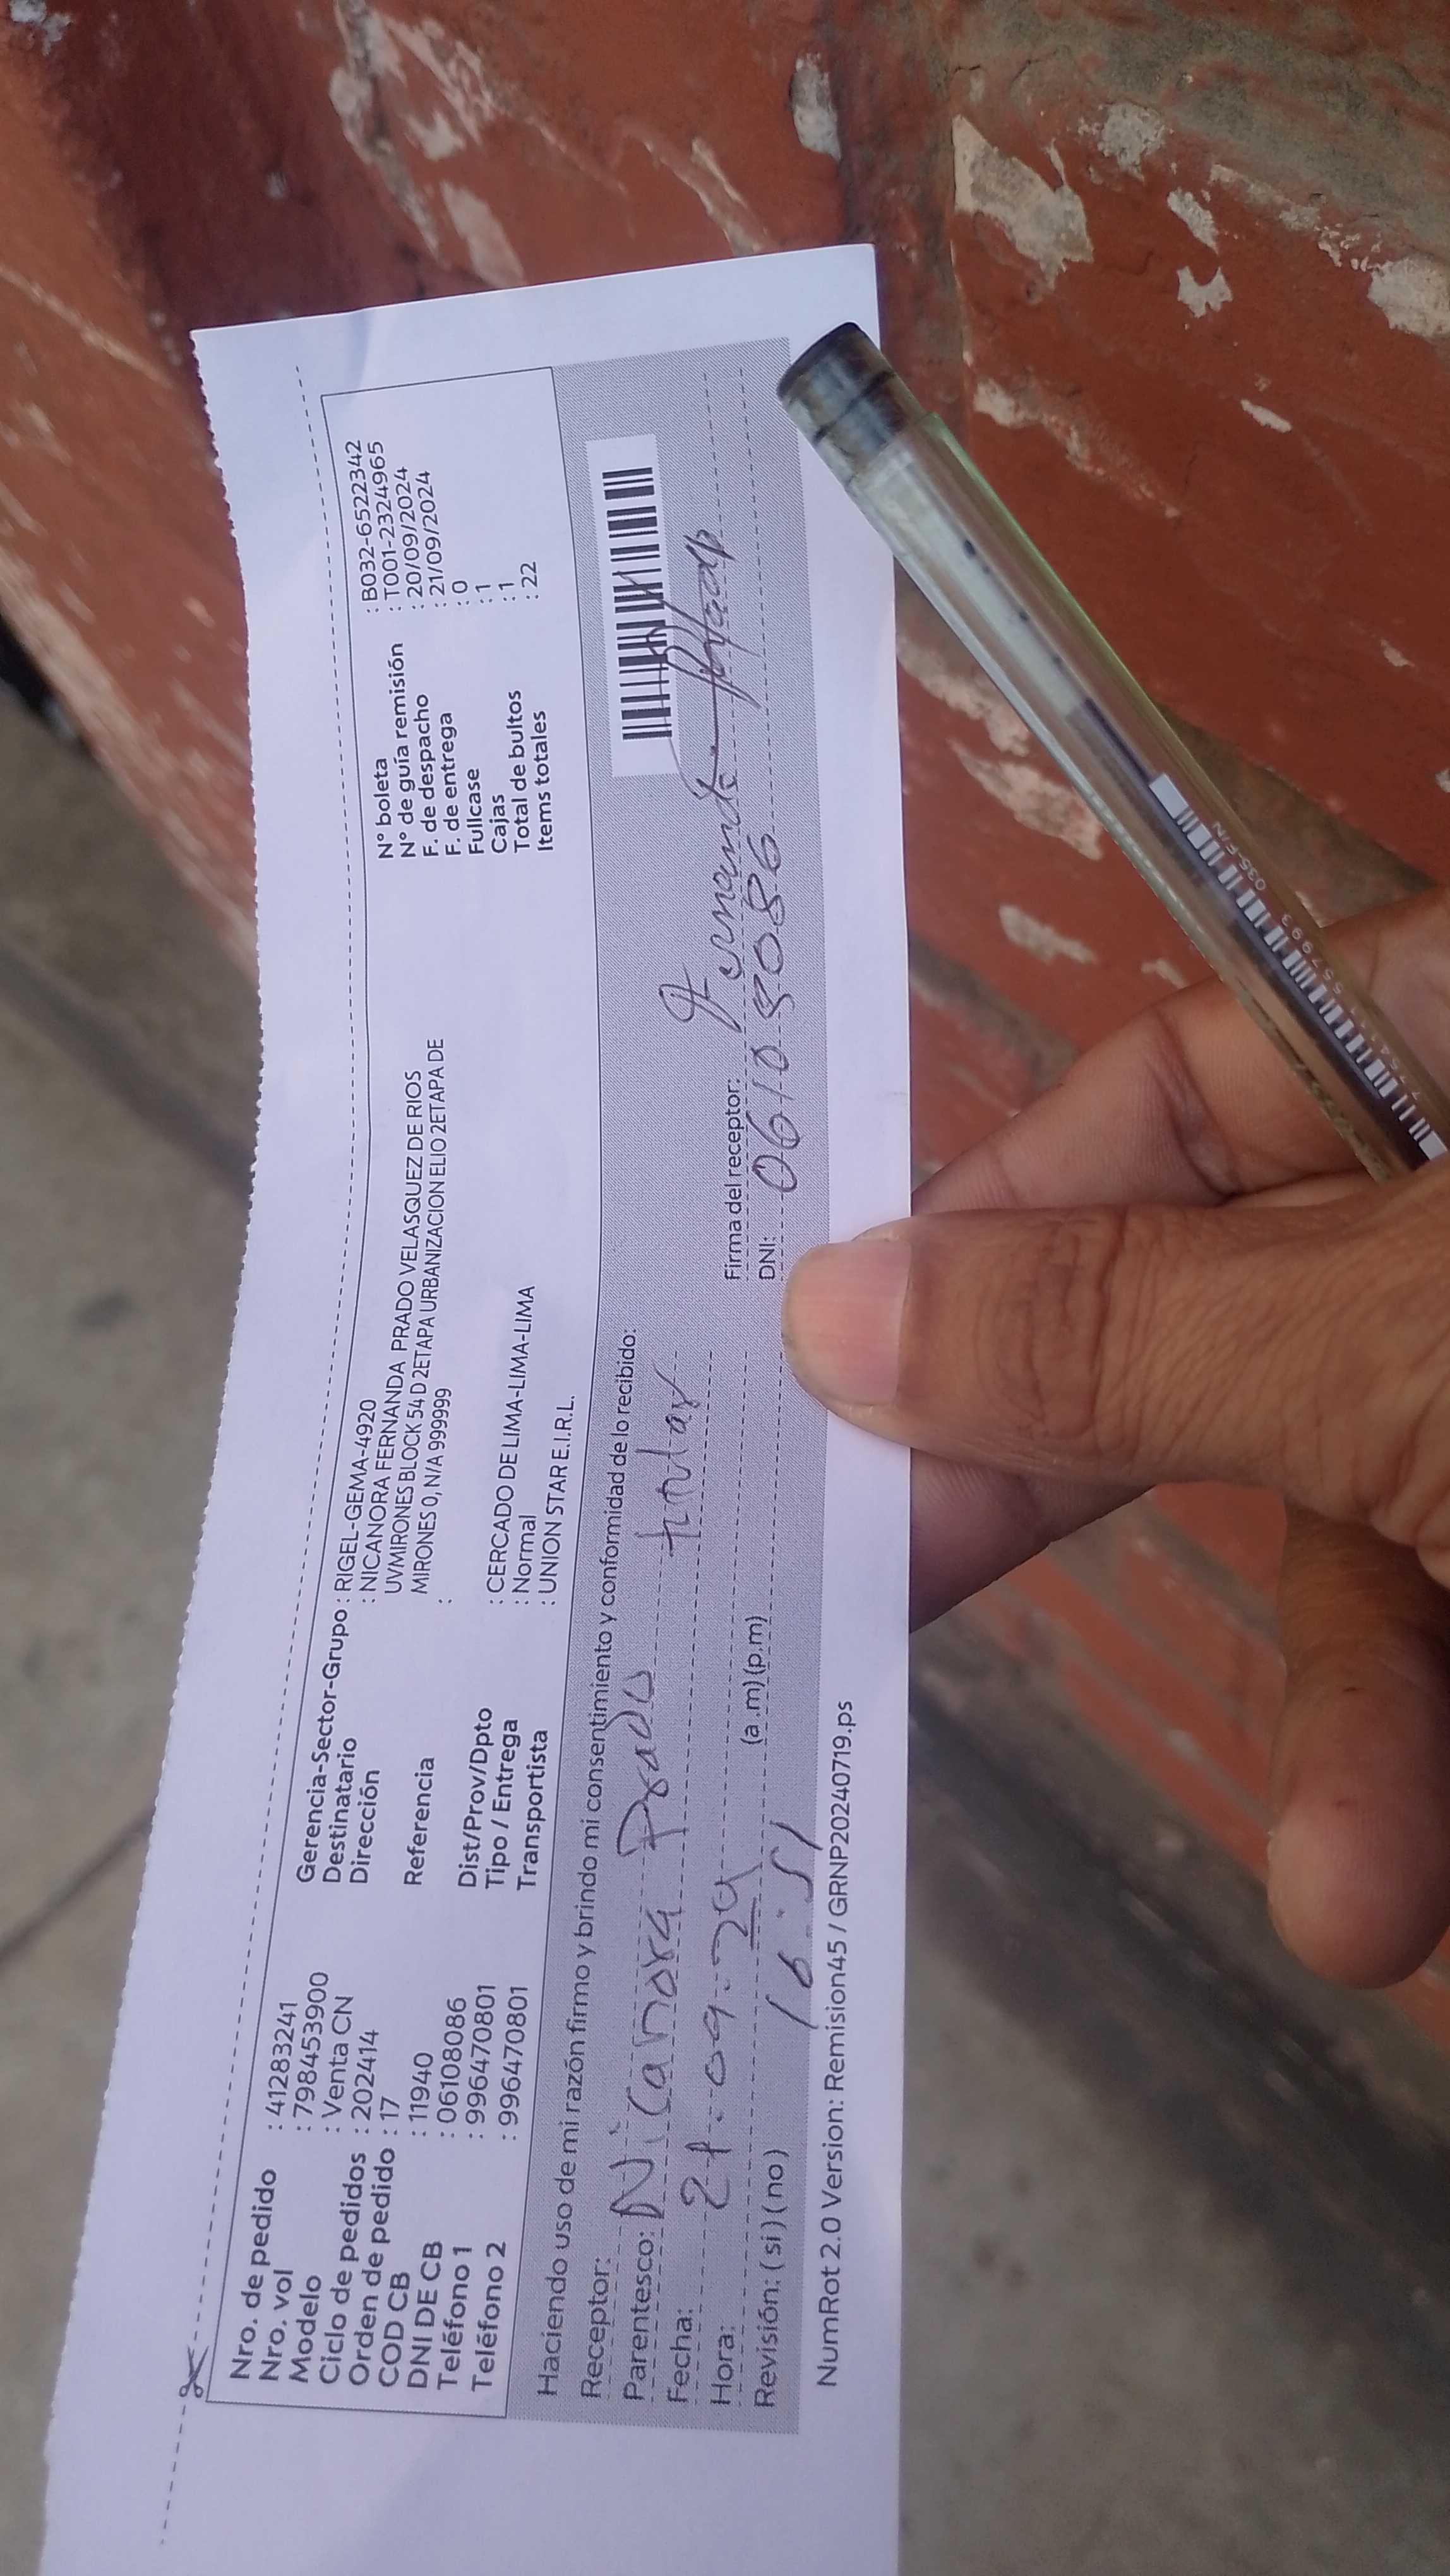 Nro. de pedido : 41283241
Nro. vol : 7984539​00
Modelo : Venta CN
Ciclo de pedidos : 202414
Orden de pedido : 17
COD CB : 11940
DNI DE CB : 06108086
Teléfono 1 : 996470801
Teléfono 2 : 996470801
Gerencia-Sector-Grupo : RIGEL-GEMA-4920
Destinatario : NICANORA FERNANDA PRADO VELASQUEZ DE RIOS
Dirección UVMIRONES BLOCK 54 D 2ETAPA URBANIZACION ELIO 2ETAPA DE
MIRONES 0, N/A 999999
Referencia :
Dist/Prov/Dpto : CERCADO DE LIMA-LIMA-LIMA
Tipo / Entrega : Normal
Transportista : UNION STAR E.I.R.L.
N° boleta : B032-6522342
N° de guía remisión : T001-2324965
F. de despacho : 20/09/2024
F. de entrega : 21/09/2024
Fullcase : 0
Cajas : 1
Total de bultos : 1
Items totales : 22
Haciendo uso de mi razón firmo y brindo mi consentimiento y conformidad de lo recibido:
Receptor: Nicanora Prado
Parentesco:
Fecha: 21.09.24
Hora: 16:51 (a.m) (p.m)
Revisión: ( si ) ( no )
Firma del receptor:
DNI: 06108086
NumRot 2.0 Version: Remision45 / GRNP20240719.ps